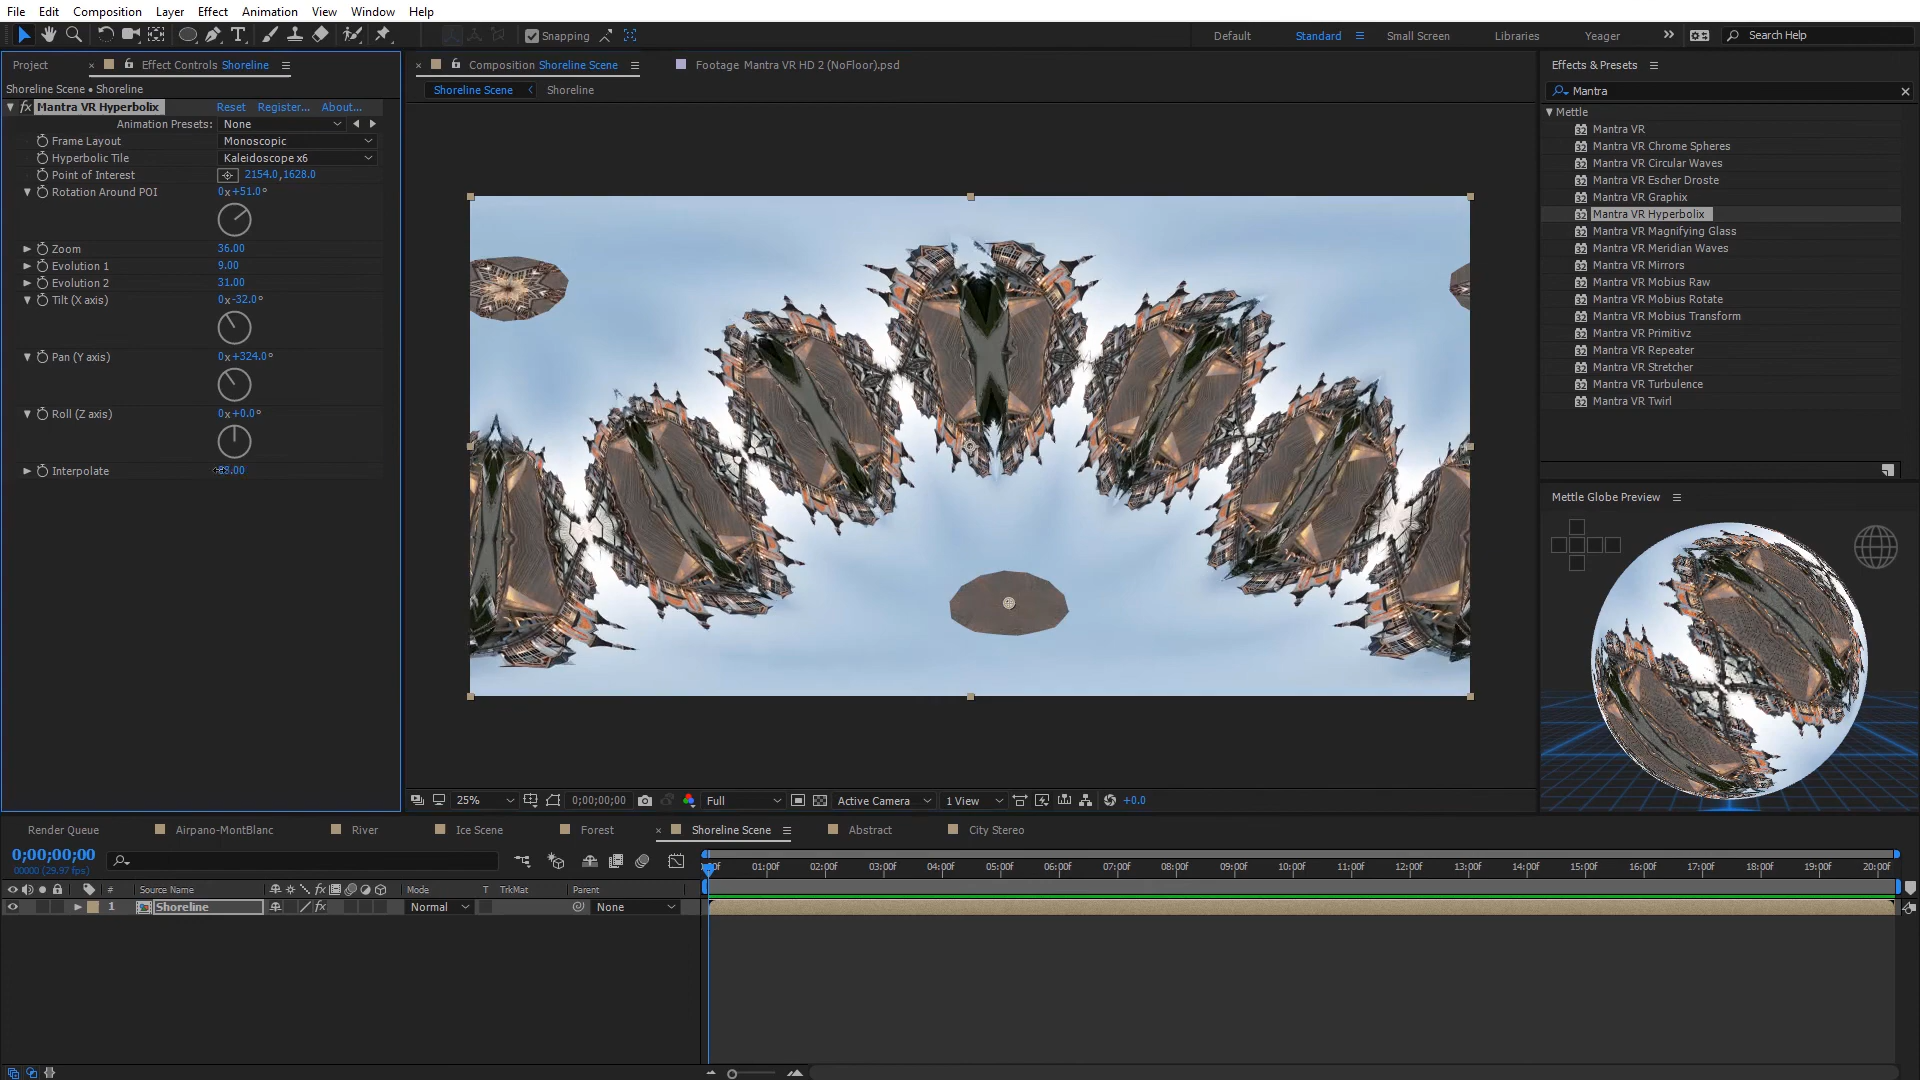 File Edit Composition Layer Effect Animation View Window Help
Snapping
Default Standard Small Screen Libraries Yeager Search Help
Project Effect Controls Shoreline
Composition Shoreline Scene Footage Mantra VR HD 2 (NoFloor).psd
Effects & Presets
Shoreline Scene • Shoreline
Shoreline Scene Shoreline
Mantra
fx Mantra VR Hyperbolix Reset Register... About...
Animation Presets: None
Frame Layout Monoscopic
Hyperbolic Tile Kaleidoscope x6
Point of Interest 2154.0,1628.0
Rotation Around POI 0x+51.0°
Zoom 36.00
Evolution 1 9.00
Evolution 2 31.00
Tilt (X axis) 0x-32.0°
Pan (Y axis) 0x+324.0°
Roll (Z axis) 0x+0.0°
Interpolate
Mettle
Mantra VR
Mantra VR Chrome Spheres
Mantra VR Circular Waves
Mantra VR Escher Droste
Mantra VR Graphix
Mantra VR Hyperbolix
Mantra VR Magnifying Glass
Mantra VR Meridian Waves
Mantra VR Mirrors
Mantra VR Mobius Raw
Mantra VR Mobius Rotate
Mantra VR Mobius Transform
Mantra VR Primitivz
Mantra VR Repeater
Mantra VR Stretcher
Mantra VR Turbulence
Mantra VR Twirl
Mettle Globe Preview
25% 0;00;00;00 Full Active Camera 1 View +0.0
Render Queue Airpano-MontBlanc River Ice Scene Forest Shoreline Scene Abstract City Stereo
0;00;00;00
00000 (29.97 fps)
01:00f 02:00f 03:00f 04:00f 05:00f 06:00f 07:00f 08:00f 09:00f 10:00f 11:00f 12:00f 13:00f 14:00f 15:00f 16:00f 17:00f 18:00f 19:00f 20:00f
# Source Name fx Mode T TrkMat Parent
1 Shoreline fx Normal None